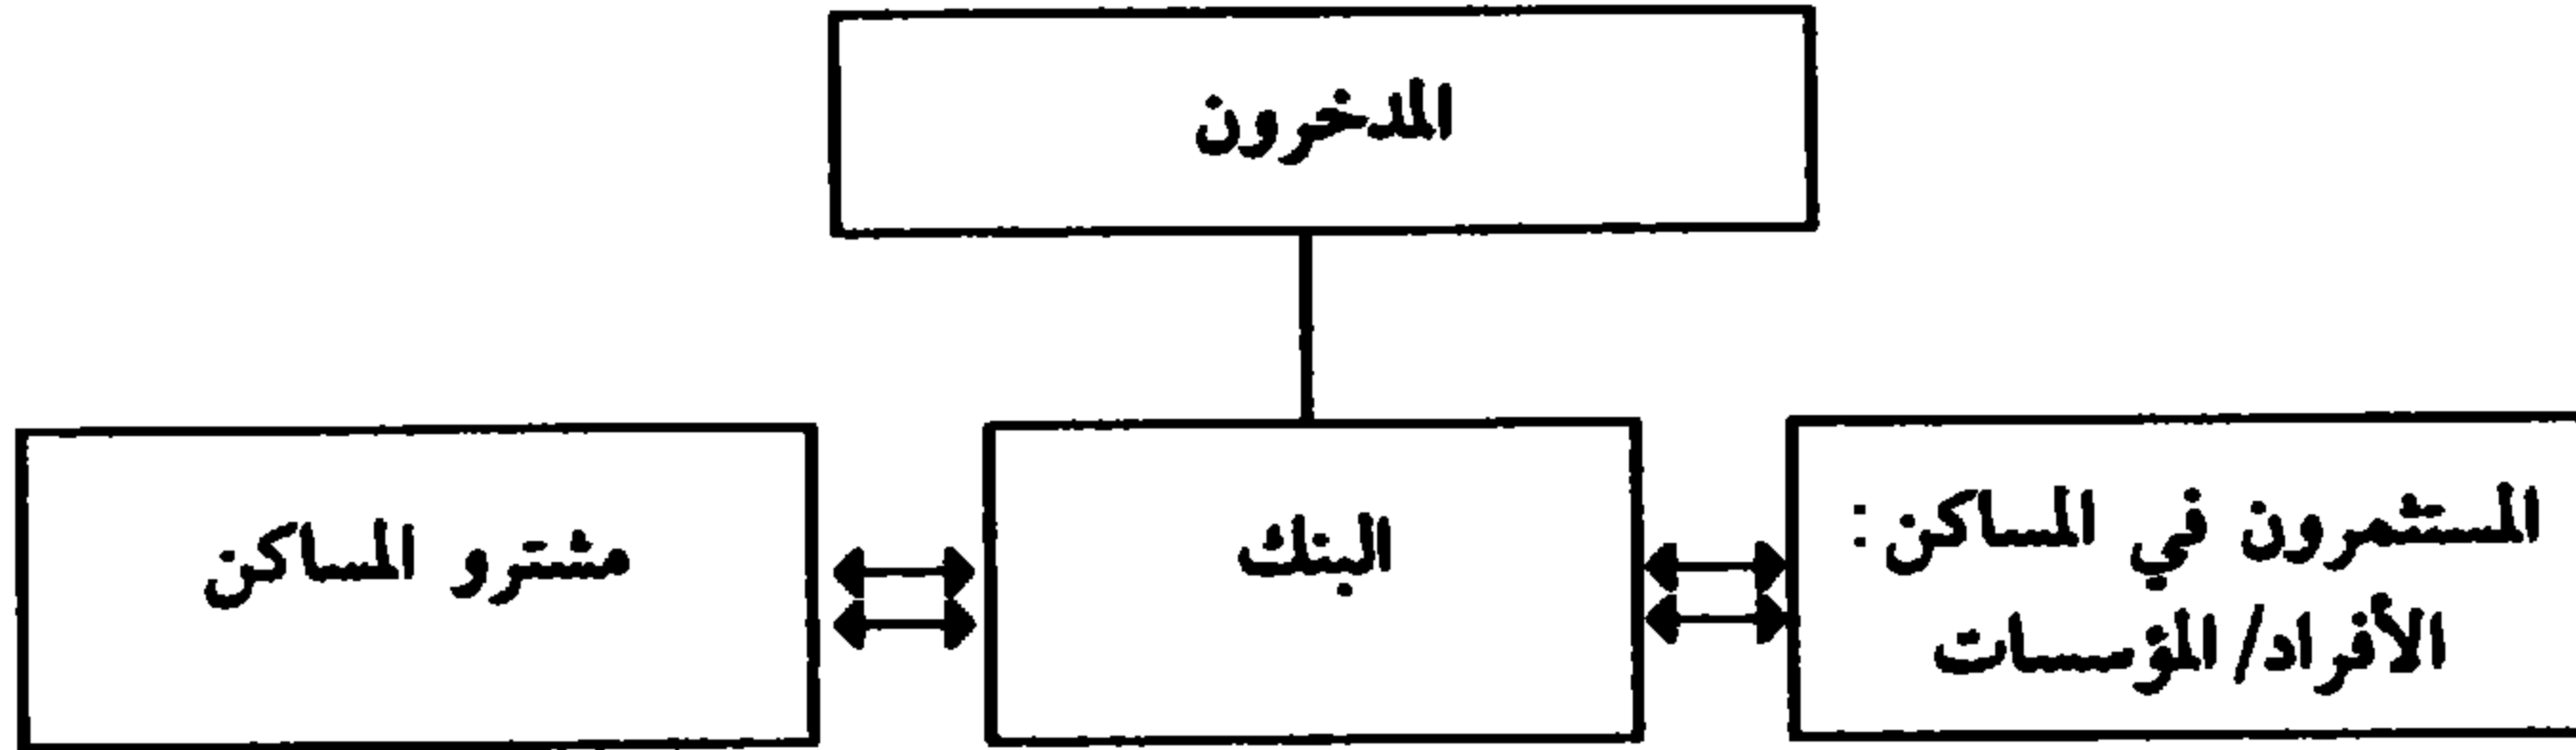 المدخرون
المستثمرون في المساكن:
الأفراد/المؤسسات
البنك
مشترو المساكن